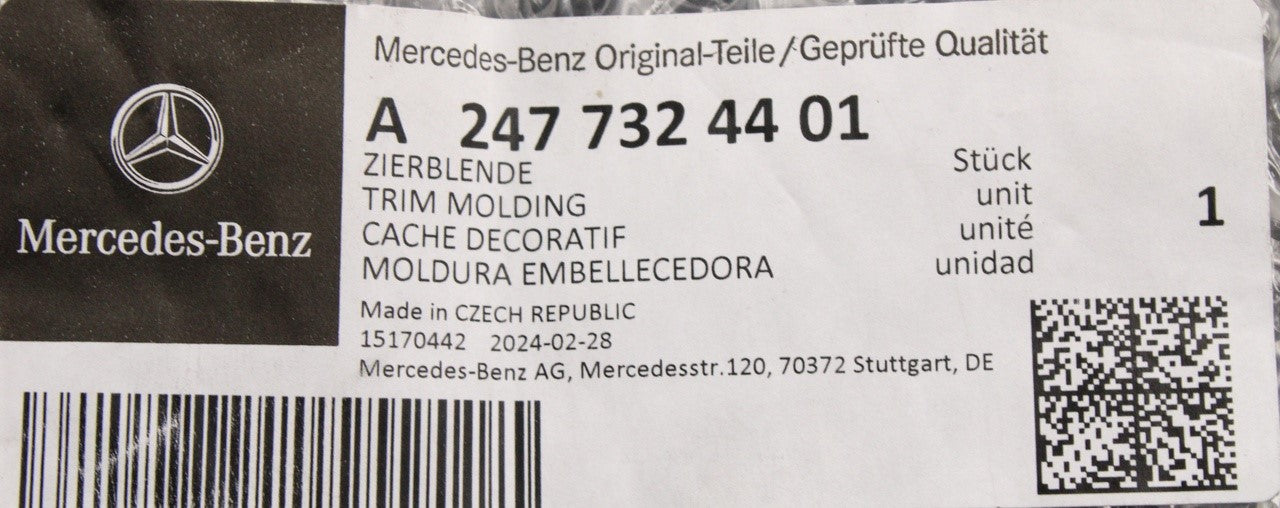 Mercedes-Benz
Mercedes-Benz Original-Teile/Geprüfte Qualität
A 247 732 44 01
ZIERBLENDE
TRIM MOLDING
CACHE DECORATIF
MOLDURA EMBELLECEDORA
Stück
unit
unité
unidad
1
Made in CZECH REPUBLIC
15170442 2024-02-28
Mercedes-Benz AG, Mercedesstr.120, 70372 Stuttgart, DE